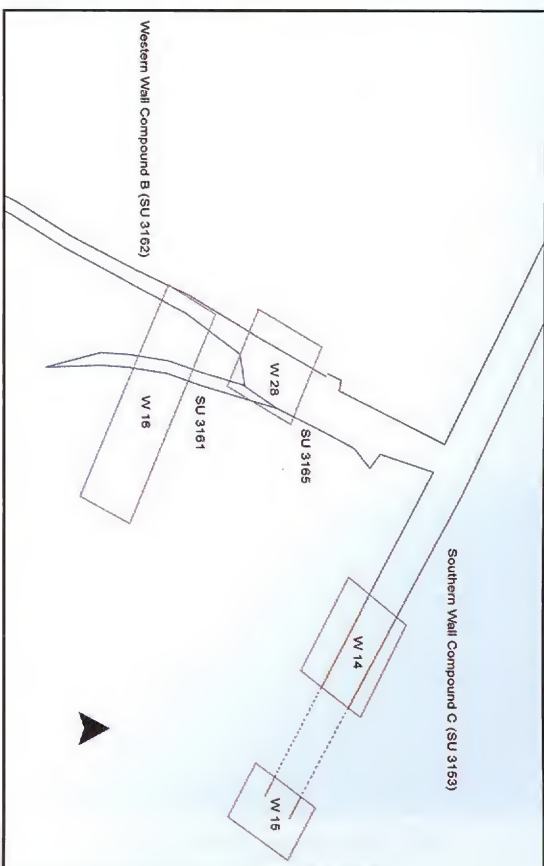 Western Wall Compound B (SU 3162)
W 16
SU 3161
W 28
SU 3165
Southern Wall Compound C (SU 3153)
W 14
W 15